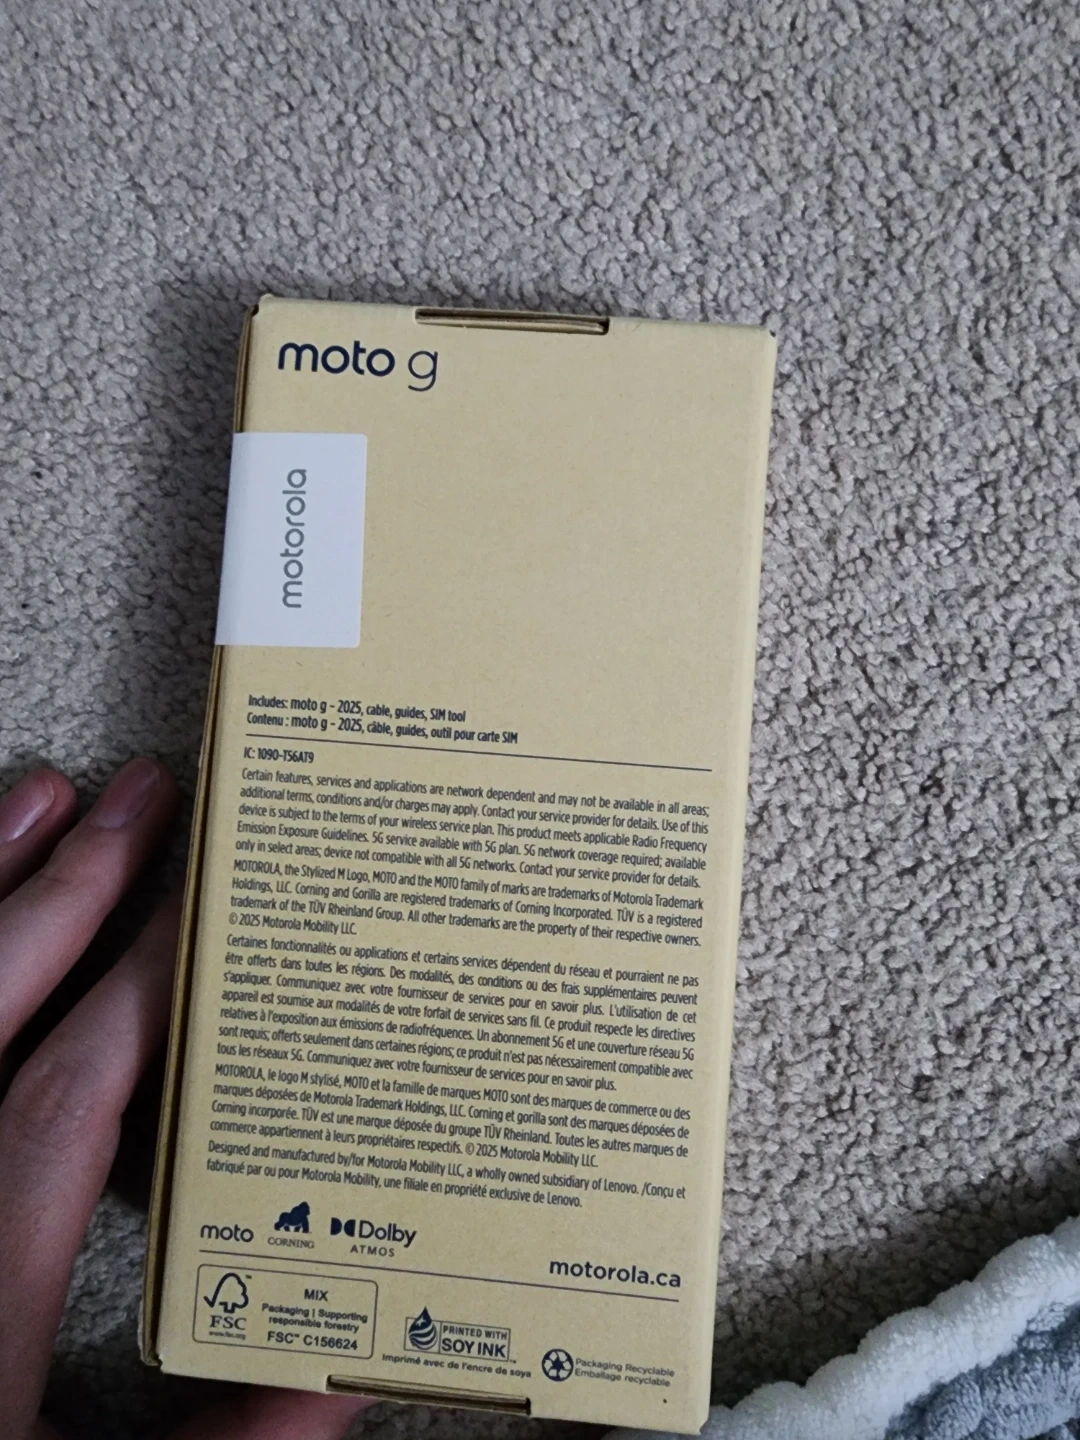 moto g
motorola
Includes: moto g - 2025, cable, guides, SIM tool
Contenu : moto g - 2025, câble, guides, outil pour carte SIM
IC: 1090-T56AT9
Certain features, services and applications are network dependent and may not be available in all areas;
additional terms, conditions and/or charges may apply. Contact your service provider for details. Use of this
device is subject to the terms of your wireless service plan. This product meets applicable Radio Frequency
Emission Exposure Guidelines. 5G service available with 5G plan. 5G network coverage required; available
only in select areas; device not compatible with all 5G networks. Contact your service provider for details.
MOTOROLA, the Stylized M Logo, MOTO and the MOTO family of marks are trademarks of Motorola Trademark
Holdings, LLC. Corning and Gorilla are registered trademarks of Corning Incorporated. TÜV is a registered
trademark of the TÜV Rheinland Group. All other trademarks are the property of their respective owners.
© 2025 Motorola Mobility LLC.
Certaines fonctionnalités ou applications et certains services dépendent du réseau et pourraient ne pas
être offerts dans toutes les régions. Des modalités, des conditions ou des frais supplémentaires peuvent
s'appliquer. Communiquez avec votre fournisseur de services pour en savoir plus. L'utilisation de cet
appareil est soumise aux modalités de votre forfait de services sans fil. Ce produit respecte les directives
relatives à l'exposition aux émissions de radiofréquences. Un abonnement 5G et une couverture réseau 5G
sont requis; offerts seulement dans certaines régions; ce produit n'est pas nécessairement compatible avec
tous les réseaux 5G. Communiquez avec votre fournisseur de services pour en savoir plus.
MOTOROLA, le logo M stylisé, MOTO et la famille de marques MOTO sont des marques de commerce ou des
marques déposées de Motorola Trademark Holdings, LLC. Corning et gorilla sont des marques déposées de
Corning incorporée. TÜV est une marque déposée du groupe TÜV Rheinland. Toutes les autres marques de
commerce appartiennent à leurs propriétaires respectifs. © 2025 Motorola Mobility LLC.
Designed and manufactured by/for Motorola Mobility LLC, a wholly owned subsidiary of Lenovo. /Conçu et
fabriqué par ou pour Motorola Mobility, une filiale en propriété exclusive de Lenovo.
moto
CORNING
Dolby
ATMOS
motorola.ca
FSC
www.fsc.org
MIX
Packaging | Supporting
responsible forestry
FSC™ C156624
PRINTED WITH
SOY INK™
Imprimé avec de l'encre de soya
Packaging Recyclable
Emballage recyclable